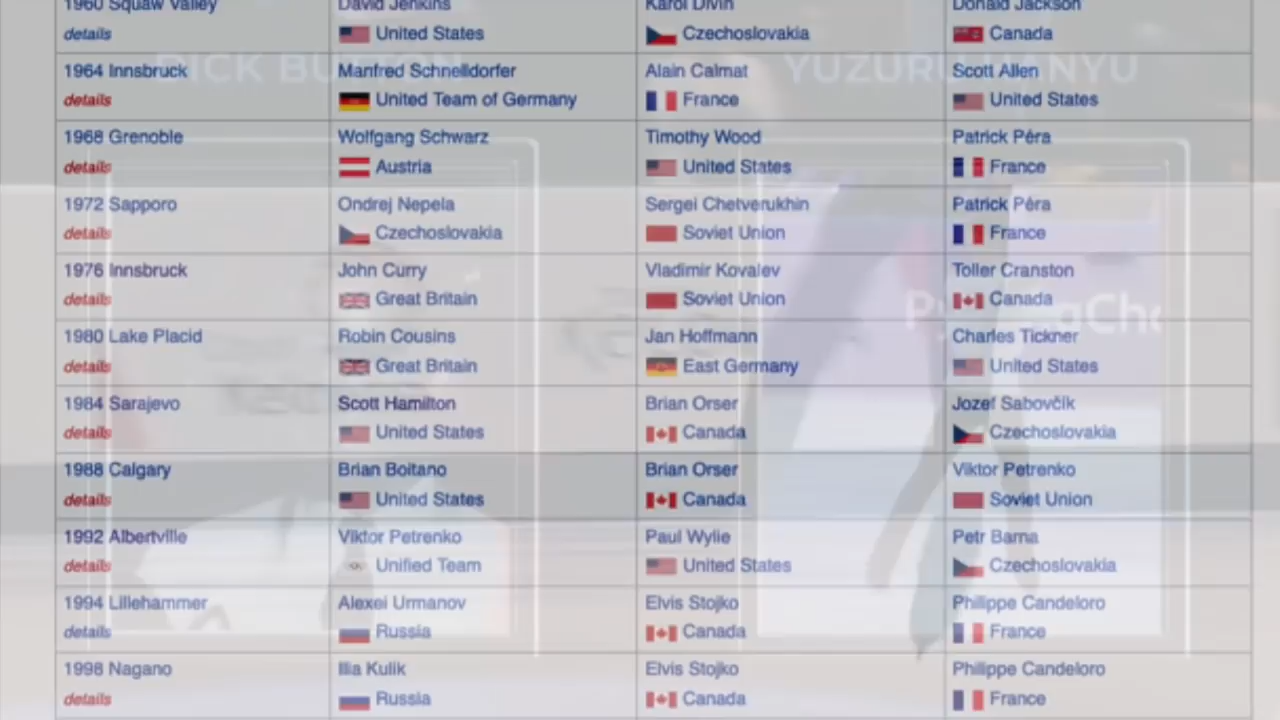 1960 Squaw Valley David Jenkins Karol Divin Donald Jackson
details United States Czechoslovakia Canada
1964 Innsbruck Manfred Schnelldorfer Alain Calmat Scott Allen
details United Team of Germany France United States
1968 Grenoble Wolfgang Schwarz Timothy Wood Patrick Péra
details Austria United States France
1972 Sapporo Ondrej Nepela Sergei Chetverukhin Patrick Péra
details Czechoslovakia Soviet Union France
1976 Innsbruck John Curry Vladimir Kovalev Toller Cranston
details Great Britain Soviet Union Canada
1980 Lake Placid Robin Cousins Jan Hoffmann Charles Tickner
details Great Britain East Germany United States
1984 Sarajevo Scott Hamilton Brian Orser Jozef Sabovčík
details United States Canada Czechoslovakia
1988 Calgary Brian Boitano Brian Orser Viktor Petrenko
details United States Canada Soviet Union
1992 Albertville Viktor Petrenko Paul Wylie Petr Barna
details Unified Team United States Czechoslovakia
1994 Lillehammer Alexei Urmanov Elvis Stojko Philippe Candeloro
details Russia Canada France
1998 Nagano Ilia Kulik Elvis Stojko Philippe Candeloro
details Russia Canada France